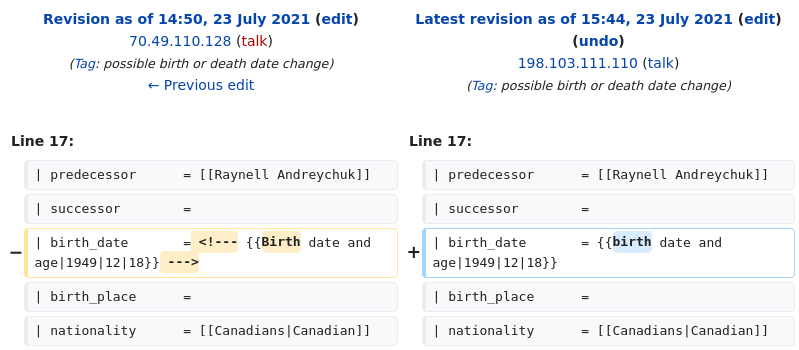 Revision as of 14:50, 23 July 2021 (edit)
70.49.110.128 (talk)
(Tag: possible birth or death date change)
← Previous edit
Latest revision as of 15:44, 23 July 2021 (edit)
(undo)
198.103.111.110 (talk)
(Tag: possible birth or death date change)
Line 17:
Line 17:
| predecessor = [[Raynell Andreychuk]]
| predecessor = [[Raynell Andreychuk]]
| successor =
| successor =
− | birth_date = <!--- {{Birth date and
age|1949|12|18}} --->
+ | birth_date = {{birth date and
age|1949|12|18}}
| birth_place =
| birth_place =
| nationality = [[Canadians|Canadian]]
| nationality = [[Canadians|Canadian]]